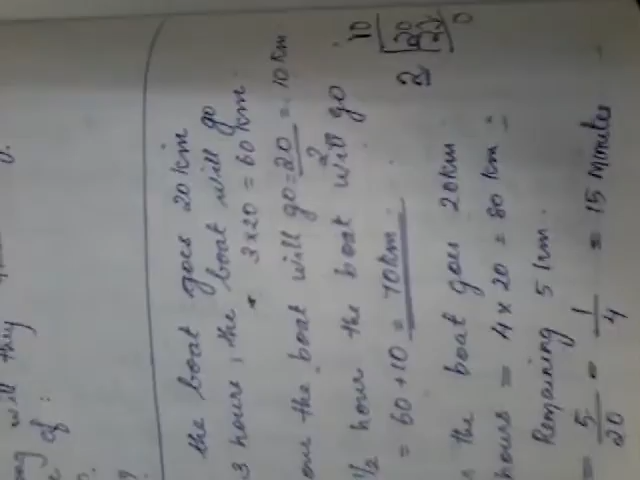 the boat goes 20 km
3 hours, the boat will go
3 x 20 = 60 km
the boat will go = 20/2 = 10 km
1/2 hour the boat will go
= 60 + 10 = 70 km
10
2 20
0
the boat goes 20 km
hours = 4 x 20 = 80 km
Remaining 5 km.
= 5/20 = 1/4 = 15 Minutes
will they
of :